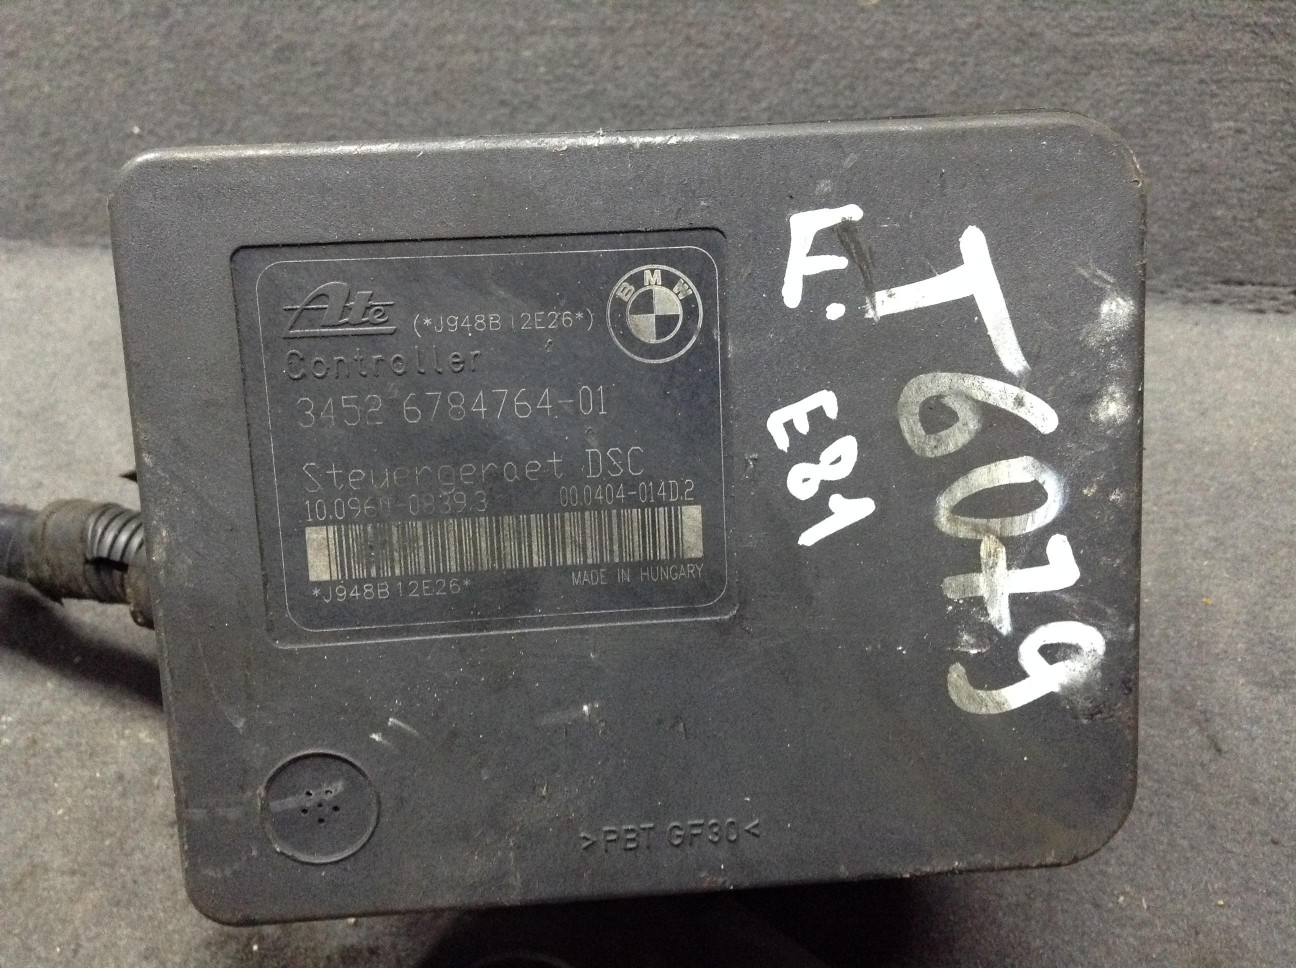 Ate
(*J948B12E26*)
BMW
Controller
3452 6784764-01
Steuergeraet DSC
10.0960-0839.3 00.0404-014D.2
*J948B12E26*
MADE IN HUNGARY
>PBT GF30<
T6079
E81